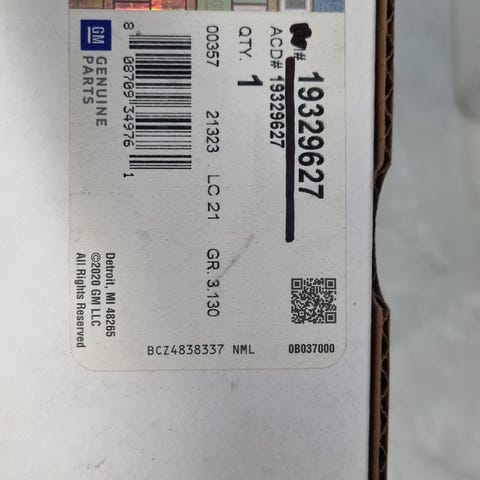 GM
GENUINE
PARTS
8 08709 34976 1
# 19329627
ACD# 19329627
QTY. 1
00357 21323 LC 21 GR. 3.130
Detroit, MI 48265
©2020 GM LLC
All Rights Reserved
BCZ4838337 NML 0B037000